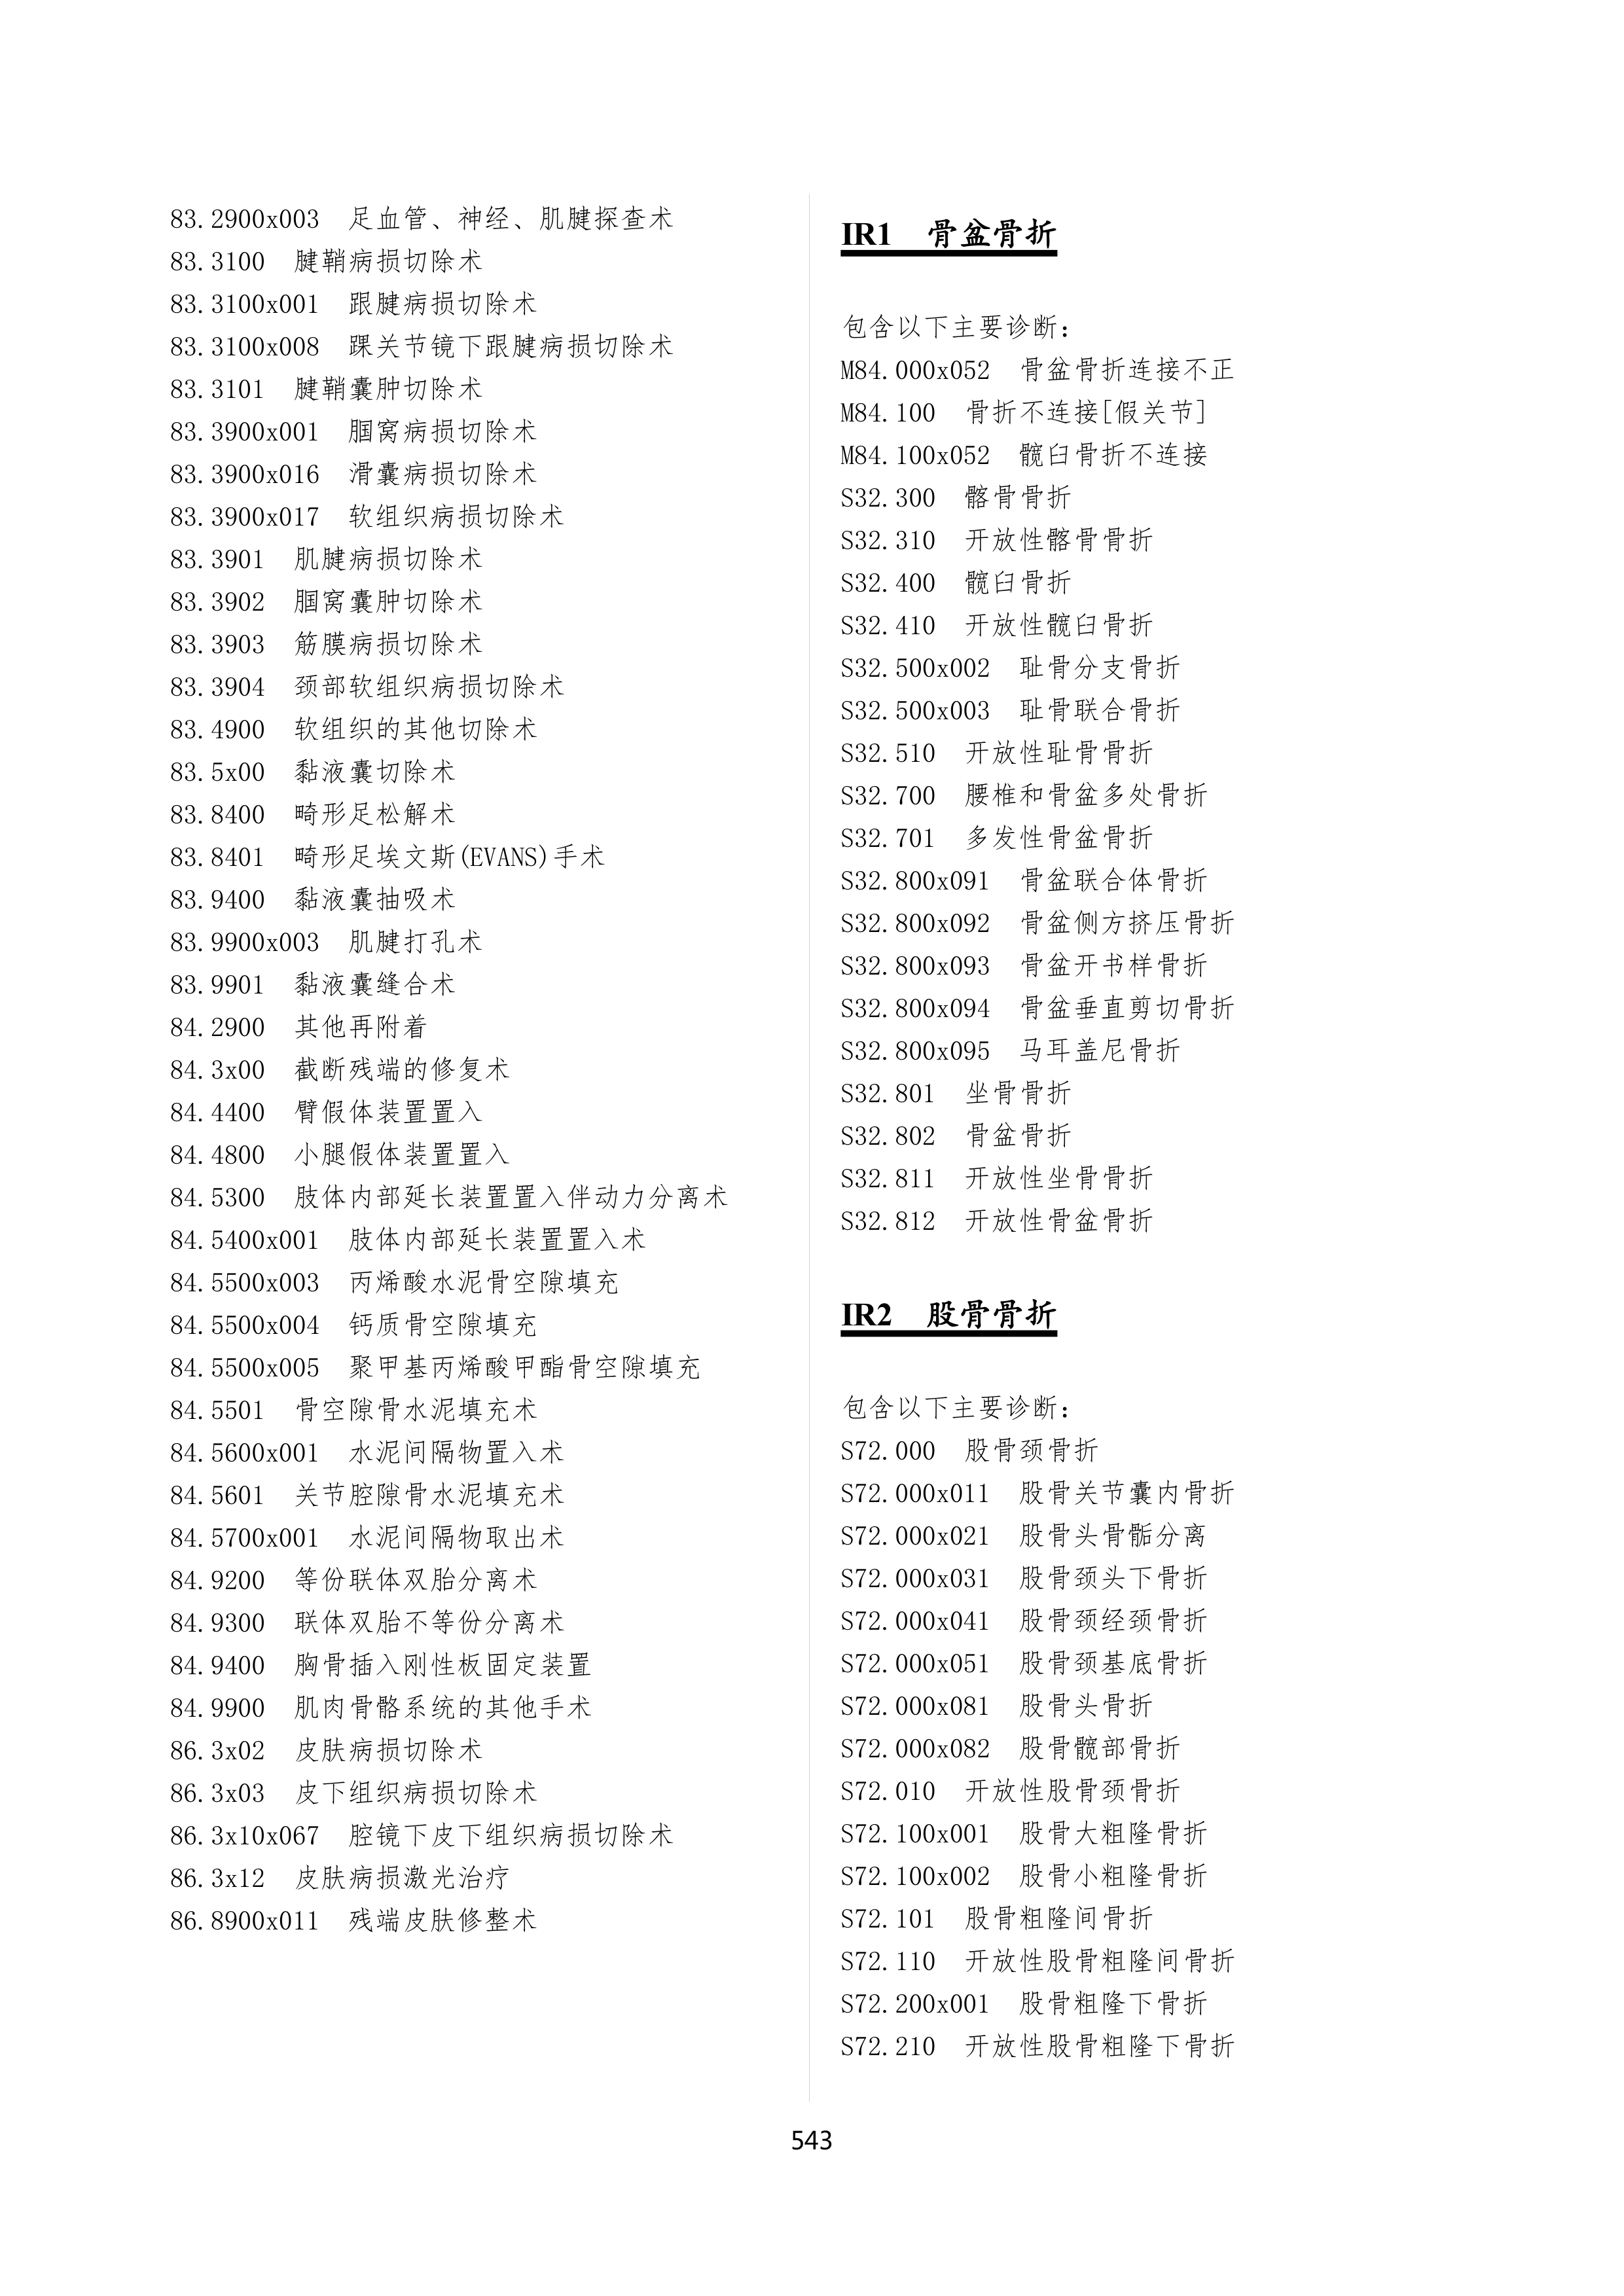 83.2900x003 足血管、神经、肌腱探查术
83.3100 腱鞘病损切除术
83.3100x001 跟腱病损切除术
83.3100x008 踝关节镜下跟腱病损切除术
83.3101 腱鞘囊肿切除术
83.3900x001 腘窝病损切除术
83.3900x016 滑囊病损切除术
83.3900x017 软组织病损切除术
83.3901 肌腱病损切除术
83.3902 腘窝囊肿切除术
83.3903 筋膜病损切除术
83.3904 颈部软组织病损切除术
83.4900 软组织的其他切除术
83.5x00 黏液囊切除术
83.8400 畸形足松解术
83.8401 畸形足埃文斯(EVANS)手术
83.9400 黏液囊抽吸术
83.9900x003 肌腱打孔术
83.9901 黏液囊缝合术
84.2900 其他再附着
84.3x00 截断残端的修复术
84.4400 臂假体装置置入
84.4800 小腿假体装置置入
84.5300 肢体内部延长装置置入伴动力分离术
84.5400x001 肢体内部延长装置置入术
84.5500x003 丙烯酸水泥骨空隙填充
84.5500x004 钙质骨空隙填充
84.5500x005 聚甲基丙烯酸甲酯骨空隙填充
84.5501 骨空隙骨水泥填充术
84.5600x001 水泥间隔物置入术
84.5601 关节腔隙骨水泥填充术
84.5700x001 水泥间隔物取出术
84.9200 等份联体双胎分离术
84.9300 联体双胎不等份分离术
84.9400 胸骨插入刚性板固定装置
84.9900 肌肉骨骼系统的其他手术
86.3x02 皮肤病损切除术
86.3x03 皮下组织病损切除术
86.3x10x067 腔镜下皮下组织病损切除术
86.3x12 皮肤病损激光治疗
86.8900x011 残端皮肤修整术
IR1 骨盆骨折
包含以下主要诊断：
M84.000x052 骨盆骨折连接不正
M84.100 骨折不连接[假关节]
M84.100x052 髋臼骨折不连接
S32.300 髂骨骨折
S32.310 开放性髂骨骨折
S32.400 髋臼骨折
S32.410 开放性髋臼骨折
S32.500x002 耻骨分支骨折
S32.500x003 耻骨联合骨折
S32.510 开放性耻骨骨折
S32.700 腰椎和骨盆多处骨折
S32.701 多发性骨盆骨折
S32.800x091 骨盆联合体骨折
S32.800x092 骨盆侧方挤压骨折
S32.800x093 骨盆开书样骨折
S32.800x094 骨盆垂直剪切骨折
S32.800x095 马耳盖尼骨折
S32.801 坐骨骨折
S32.802 骨盆骨折
S32.811 开放性坐骨骨折
S32.812 开放性骨盆骨折
IR2 股骨骨折
包含以下主要诊断：
S72.000 股骨颈骨折
S72.000x011 股骨关节囊内骨折
S72.000x021 股骨头骨骺分离
S72.000x031 股骨颈头下骨折
S72.000x041 股骨颈经颈骨折
S72.000x051 股骨颈基底骨折
S72.000x081 股骨头骨折
S72.000x082 股骨髋部骨折
S72.010 开放性股骨颈骨折
S72.100x001 股骨大粗隆骨折
S72.100x002 股骨小粗隆骨折
S72.101 股骨粗隆间骨折
S72.110 开放性股骨粗隆间骨折
S72.200x001 股骨粗隆下骨折
S72.210 开放性股骨粗隆下骨折
543